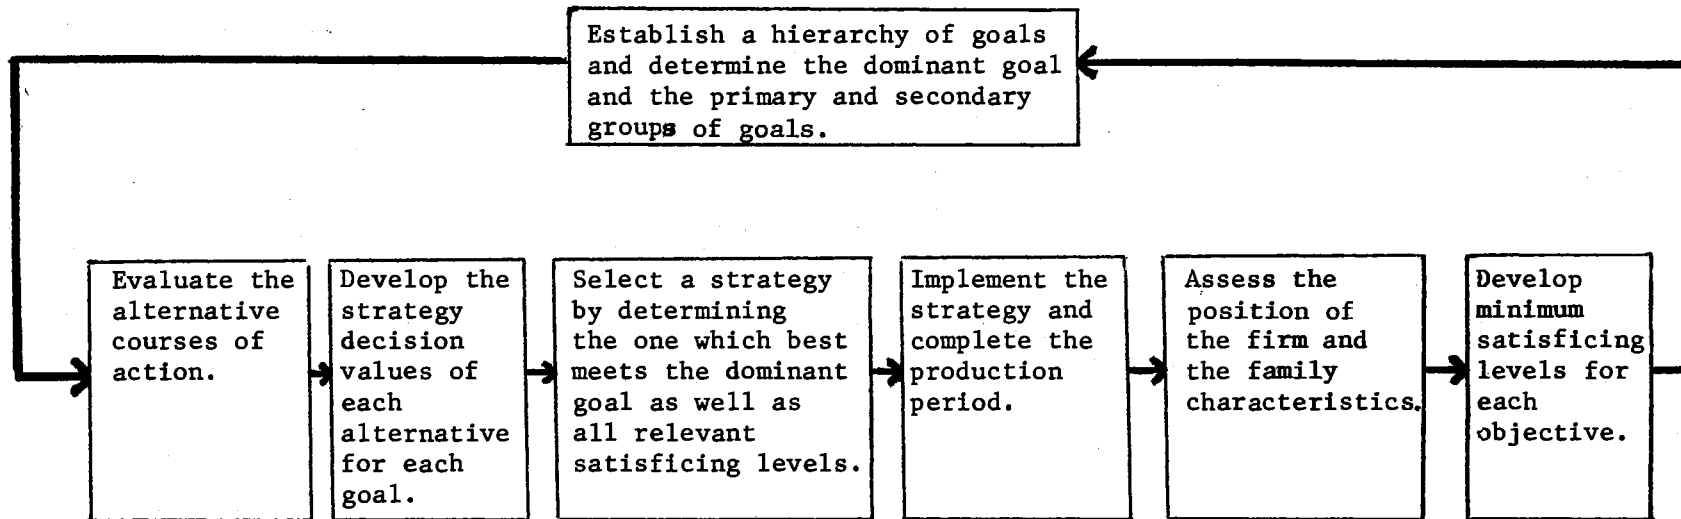 Establish a hierarchy of goals
and determine the dominant goal
and the primary and secondary
groups of goals.
Evaluate the
alternative
courses of
action.
Develop the
strategy
decision
values of
each
alternative
for each
goal.
Select a strategy
by determining
the one which best
meets the dominant
goal as well as
all relevant
satisficing levels.
Implement the
strategy and
complete the
production
period.
Assess the
position of
the firm and
the family
characteristics.
Develop
minimum
satisficing
levels for
each
objective.